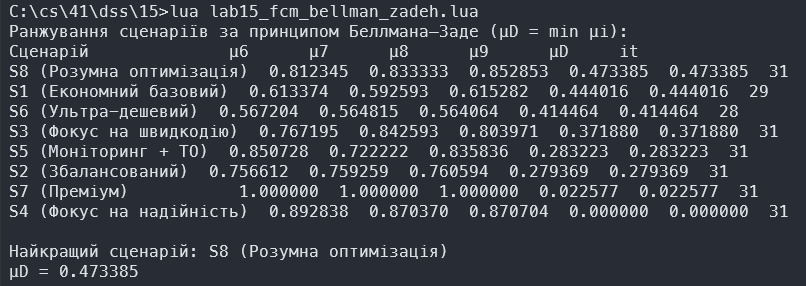 C:\cs\41\dss\15>lua lab15_fcm_bellman_zadeh.lua
Ранжування сценаріїв за принципом Беллмана–Заде (μD = min μi):
Сценарій μ6 μ7 μ8 μ9 μD it
S8 (Розумна оптимізація) 0.812345 0.833333 0.852853 0.473385 0.473385 31
S1 (Економний базовий) 0.613374 0.592593 0.615282 0.444016 0.444016 29
S6 (Ультра–дешевий) 0.567204 0.564815 0.564064 0.414464 0.414464 28
S3 (Фокус на швидкодію) 0.767195 0.842593 0.803971 0.371880 0.371880 31
S5 (Моніторинг + ТО) 0.850728 0.722222 0.835836 0.283223 0.283223 31
S2 (Збалансований) 0.756612 0.759259 0.760594 0.279369 0.279369 31
S7 (Преміум) 1.000000 1.000000 1.000000 0.022577 0.022577 31
S4 (Фокус на надійність) 0.892838 0.870370 0.870704 0.000000 0.000000 31
Найкращий сценарій: S8 (Розумна оптимізація)
μD = 0.473385